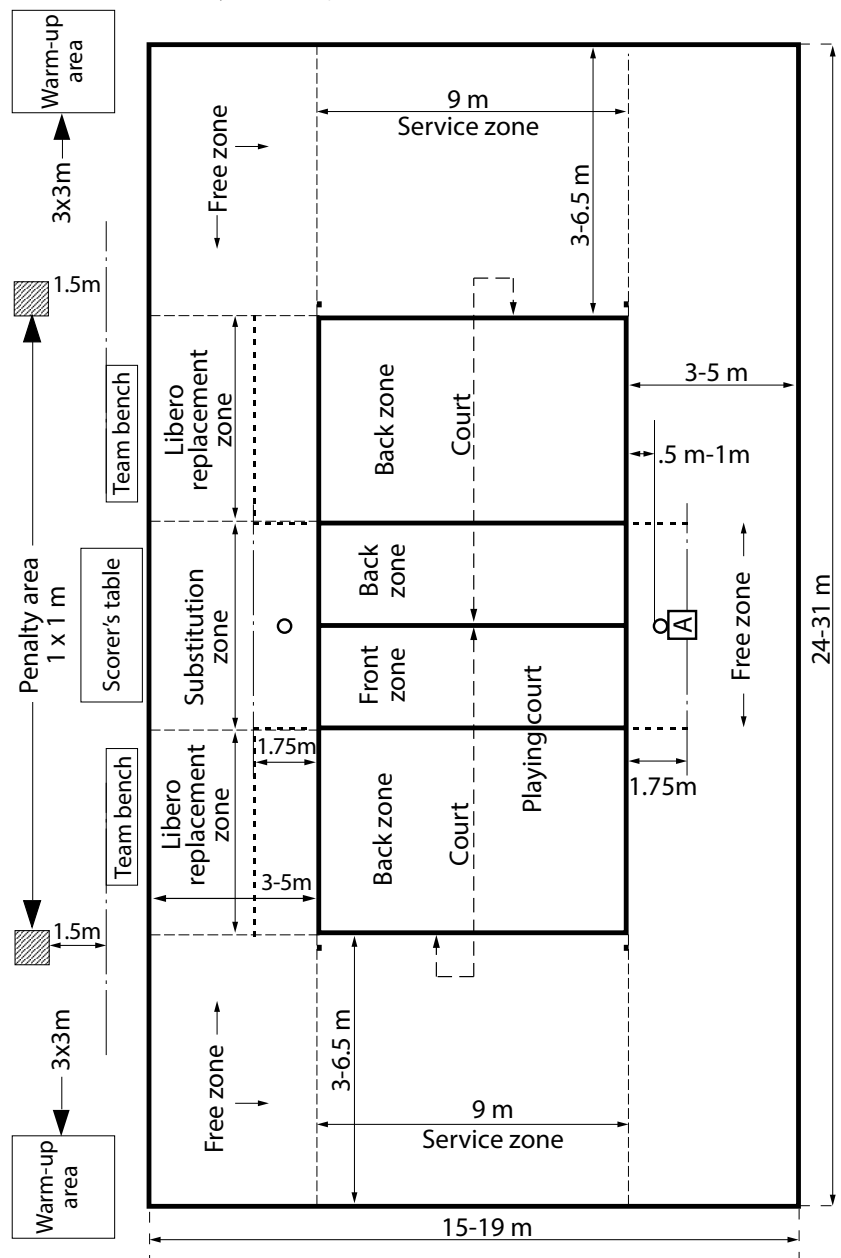 Warm-up
area
3x3m
9 m
Service zone
Free zone
3-6.5 m
1.5m
Penalty area
1 x 1 m
Team bench
Libero
replacement
zone
Back zone
Court
3-5 m
.5 m-1m
Scorer's table
Substitution
zone
Back
zone
Front
zone
A
Free zone
24-31 m
Playing court
1.75m
1.75m
Team bench
Libero
replacement
zone
3-5m
Back zone
Court
1.5m
3x3m
Free zone
3-6.5 m
9 m
Service zone
Warm-up
area
15-19 m